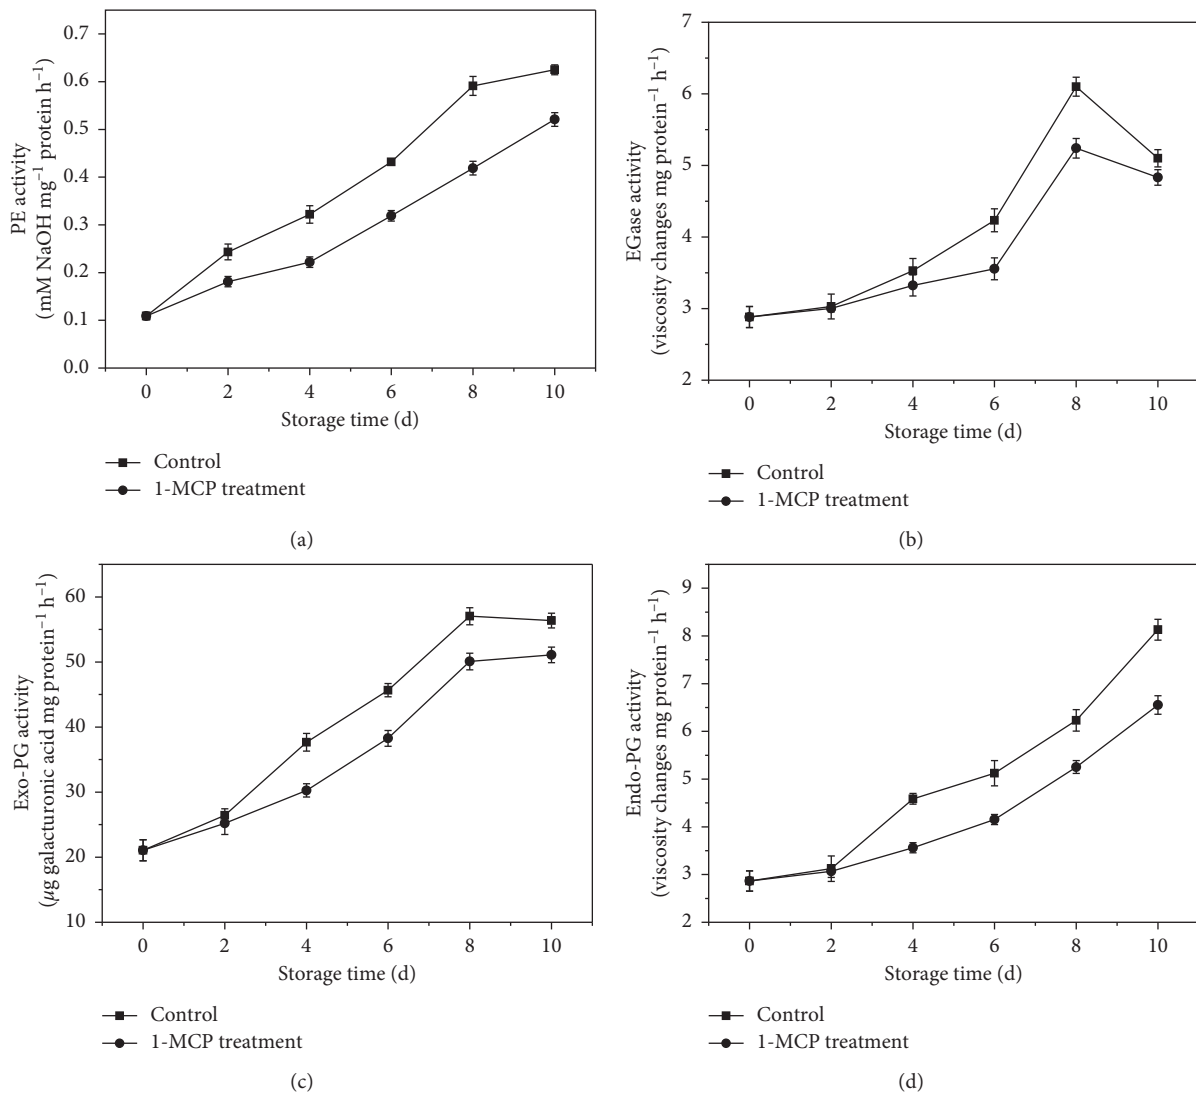 0.7
0.6
0.5
0.4
0.3
0.2
0.1
0.0
PE activity
(mM NaOH mg⁻¹ protein h⁻¹)
0 2 4 6 8 10
Storage time (d)
Control
1-MCP treatment
(a)
7
6
5
4
3
2
EGase activity
(viscosity changes mg protein⁻¹ h⁻¹)
0 2 4 6 8 10
Storage time (d)
Control
1-MCP treatment
(b)
60
50
40
30
20
10
Exo-PG activity
(µg galacturonic acid mg protein⁻¹ h⁻¹)
0 2 4 6 8 10
Storage time (d)
Control
1-MCP treatment
(c)
9
8
7
6
5
4
3
2
Endo-PG activity
(viscosity changes mg protein⁻¹ h⁻¹)
0 2 4 6 8 10
Storage time (d)
Control
1-MCP treatment
(d)